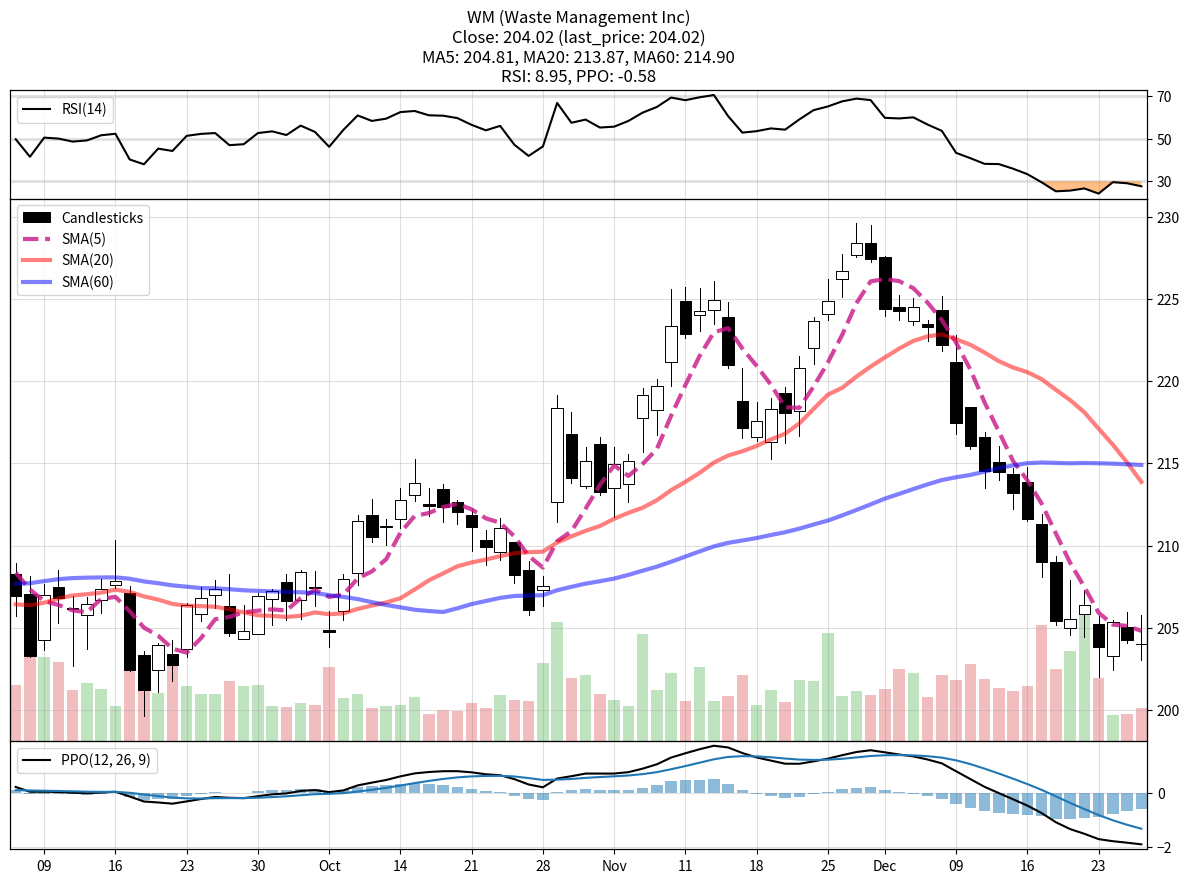 WM (Waste Management Inc)
Close: 204.02 (last_price: 204.02)
MA5: 204.81, MA20: 213.87, MA60: 214.90
RSI: 8.95, PPO: -0.58
RSI(14)
70
50
30
Candlesticks
SMA(5)
SMA(20)
SMA(60)
230
225
220
215
210
205
200
PPO(12, 26, 9)
0
−2
09 16 23 30 Oct 14 21 28 Nov 11 18 25 Dec 09 16 23